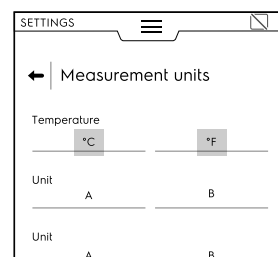 SETTINGS
Measurement units
Temperature
°C °F
Unit
A B
Unit
A B